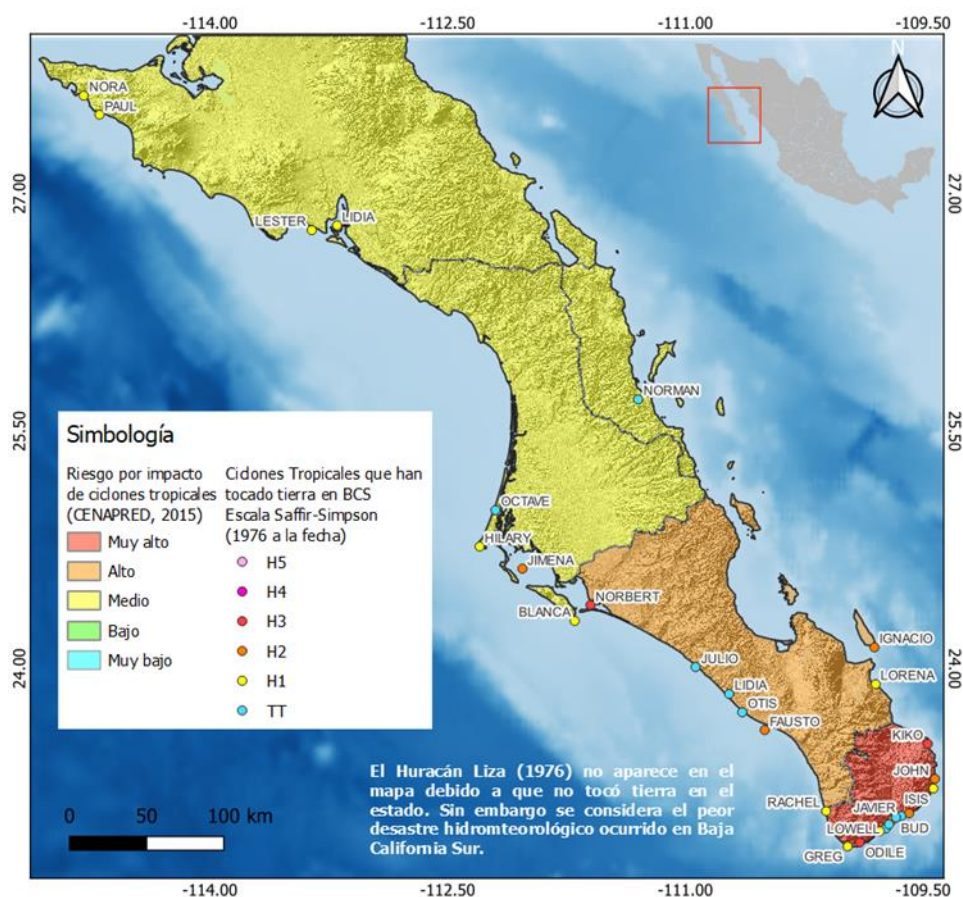 -114.00 -112.50 -111.00 -109.50
N
NORA
PAUL
27.00 27.00
LESTER LIDIA
NORMAN
25.50 25.50
Simbología
Riesgo por impacto
de ciclones tropicales
(CENAPRED, 2015)
Muy alto
Alto
Medio
Bajo
Muy bajo
Ciclones Tropicales que han
tocado tierra en BCS
Escala Saffir-Simpson
(1976 a la fecha)
H5
H4
H3
H2
H1
TT
OCTAVE
HILARY
JIMENA
NORBERT
BLANCA
IGNACIO
24.00 24.00
JULIO
LORENA
LIDIA
OTIS
FAUSTO
KIKO
JOHN
RACHEL
JAVIER
ISIS
LOWELL
BUD
GREG
ODILE
El Huracán Liza (1976) no aparece en el
mapa debido a que no tocó tierra en el
estado. Sin embargo se considera el peor
desastre hidromteorológico ocurrido en Baja
California Sur.
0 50 100 km
-114.00 -112.50 -111.00 -109.50